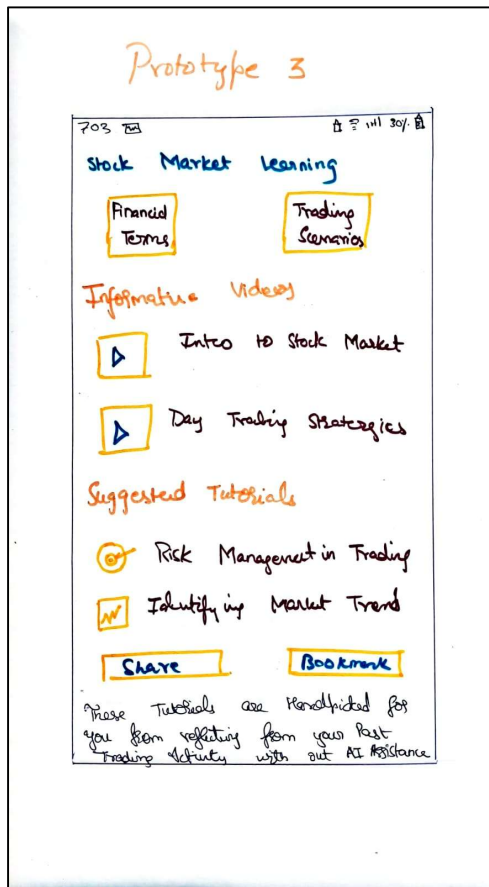 Prototype 3
703
30%
Stock Market Learning
Financial Terms
Trading Scenarios
Informative Videos
Intro to Stock Market
Day Trading Stratergies
Suggested Tutorials
Risk Management in Trading
Identifying Market Trend
Share
Bookmark
These Tutorials are Handpicked for
you from reflecting from your Past
Trading Activity with out AI Assistance